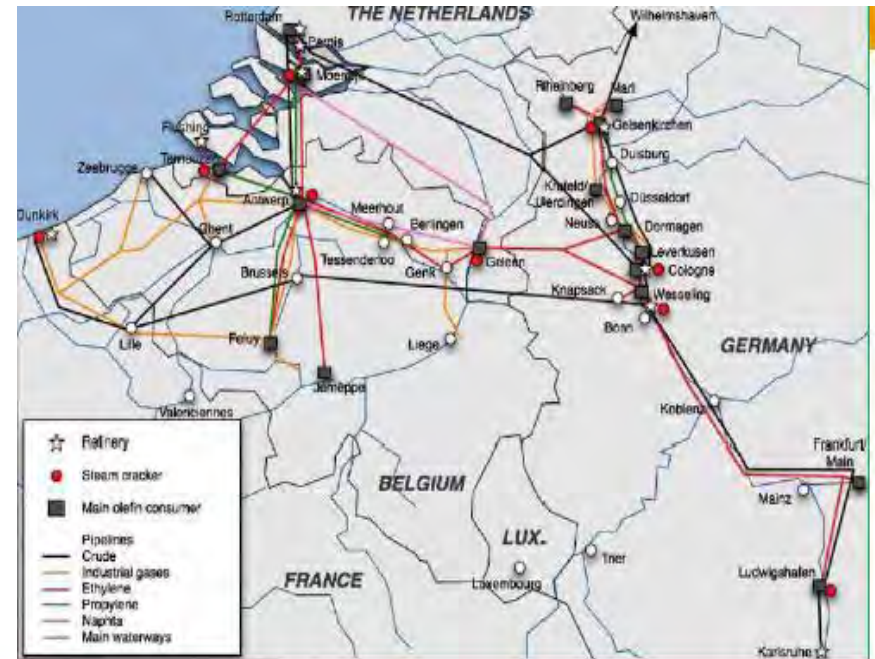 Rotterdam
THE NETHERLANDS
Wilhelmshaven
Pernis
Moerdijk
Rheinberg
Marl
Gelsenkirchen
Flushing
Duisburg
Zeebrugge
Terneuzen
Krefeld/
Uerdingen
Düsseldorf
Antwerp
Meerhout
Neuss
Dormagen
Dunkirk
Ghent
Beringen
Tessenderloo
Leverkusen
Brussels
Genk
Geleen
Cologne
Knapsack
Wesseling
Lille
Feluy
Liege
Bonn
GERMANY
Jemeppe
Valenciennes
Koblenz
Refinery
Steam cracker
Main olefin consumer
Pipelines
Crude
Industrial gases
Ethylene
Propylene
Naphta
Main waterways
BELGIUM
Frankfurt/
Main
Mainz
LUX.
Trier
FRANCE
Luxembourg
Ludwigshafen
Karlsruhe